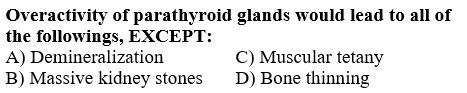 Overactivity of parathyroid glands would lead to all of
the followings, EXCEPT:
A) Demineralization C) Muscular tetany
B) Massive kidney stones D) Bone thinning